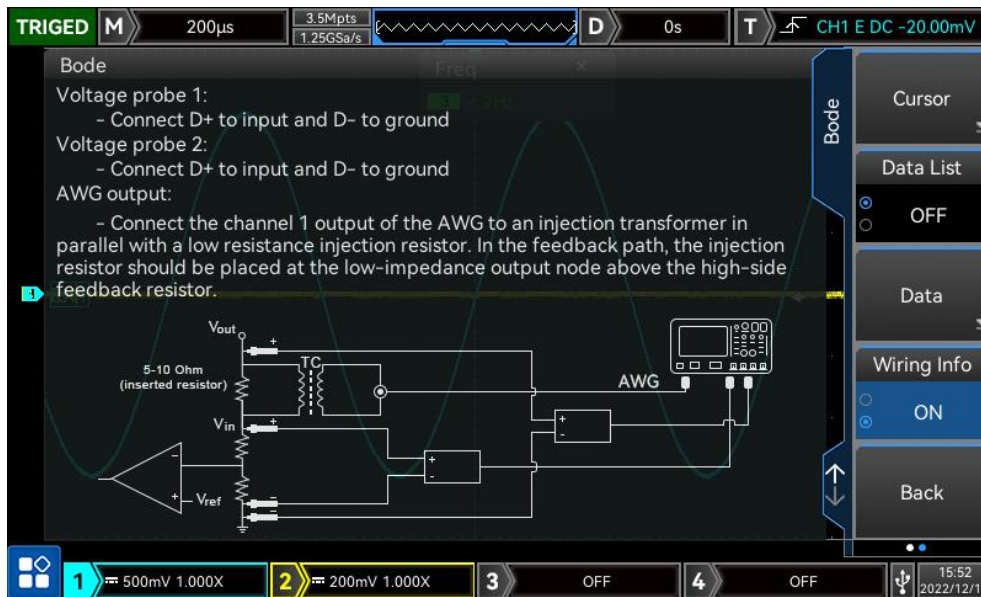 TRIGED M 200μs 3.5Mpts D 0s T CH1 E DC -20.00mV
1.25GSa/s
Bode
Freq ×
3 < 2Hz
Voltage probe 1:
- Connect D+ to input and D- to ground
Voltage probe 2:
- Connect D+ to input and D- to ground
AWG output:
- Connect the channel 1 output of the AWG to an injection transformer in
parallel with a low resistance injection resistor. In the feedback path, the injection
resistor should be placed at the low-impedance output node above the high-side
feedback resistor.
Vout
+
TC
5-10 Ohm
(inserted resistor)
AWG
Vin
+
+
-
+
-
-
+
Vref
-
-
Bode
Cursor
Data List
OFF
Data
Wiring Info
ON
Back
1 500mV 1.000X 2 200mV 1.000X 3 OFF 4 OFF 15:52
2022/12/1